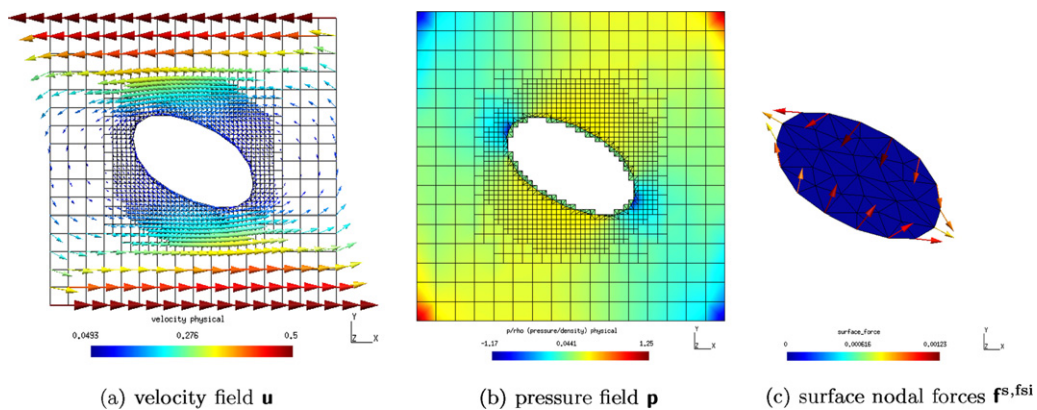 velocity physical
0.0493 0.276 0.5
Y
Z X
(a) velocity field u
p/rho (pressure/density) physical
-1.17 0.0441 1.25
Y
Z X
(b) pressure field p
surface_force
0 0.000616 0.00123
Y
Z X
(c) surface nodal forces f^s,fsi